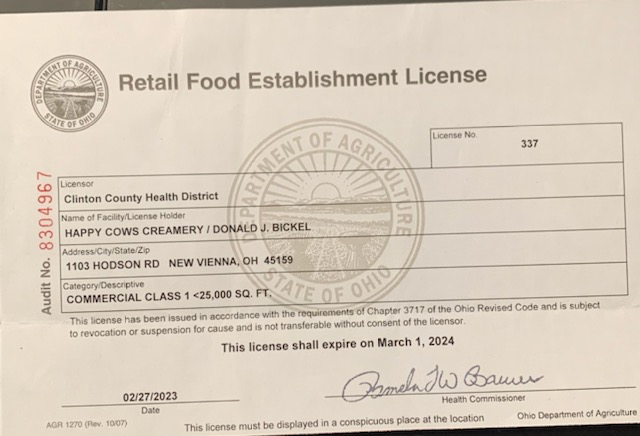 DEPARTMENT OF AGRICULTURE
STATE OF OHIO
Retail Food Establishment License
DEPARTMENT OF AGRICULTURE
STATE OF OHIO
License No.
337
Audit No. 8304967
Licensor
Clinton County Health District
Name of Facility/License Holder
HAPPY COWS CREAMERY / DONALD J. BICKEL
Address/City/State/Zip
1103 HODSON RD NEW VIENNA, OH 45159
Category/Descriptive
COMMERCIAL CLASS 1 <25,000 SQ. FT.
This license has been issued in accordance with the requirements of Chapter 3717 of the Ohio Revised Code and is subject
to revocation or suspension for cause and is not transferable without consent of the licensor.
This license shall expire on March 1, 2024
02/27/2023
Date
Health Commissioner
AGR 1270 (Rev. 10/07)
This license must be displayed in a conspicuous place at the location
Ohio Department of Agriculture